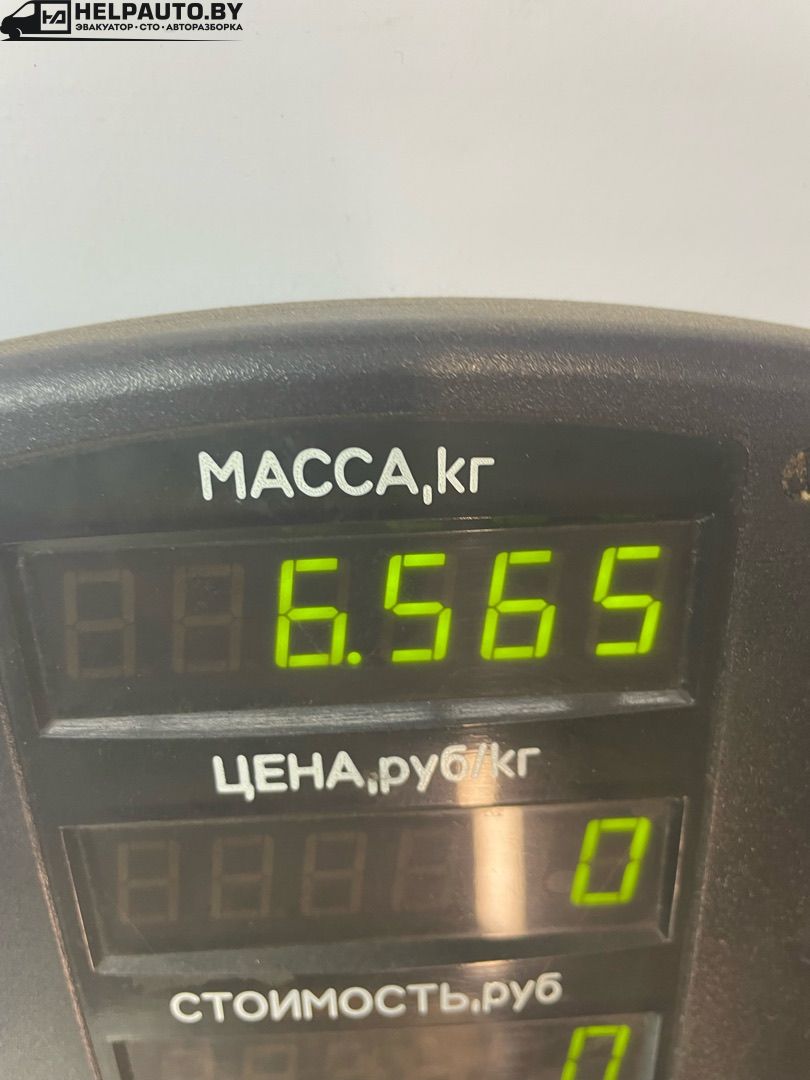 HELPAUTO.BY
ЭВАКУАТОР • СТО • АВТОРАЗБОРКА
МАССА,кг
6.565
ЦЕНА,руб/кг
0
СТОИМОСТЬ,руб
0